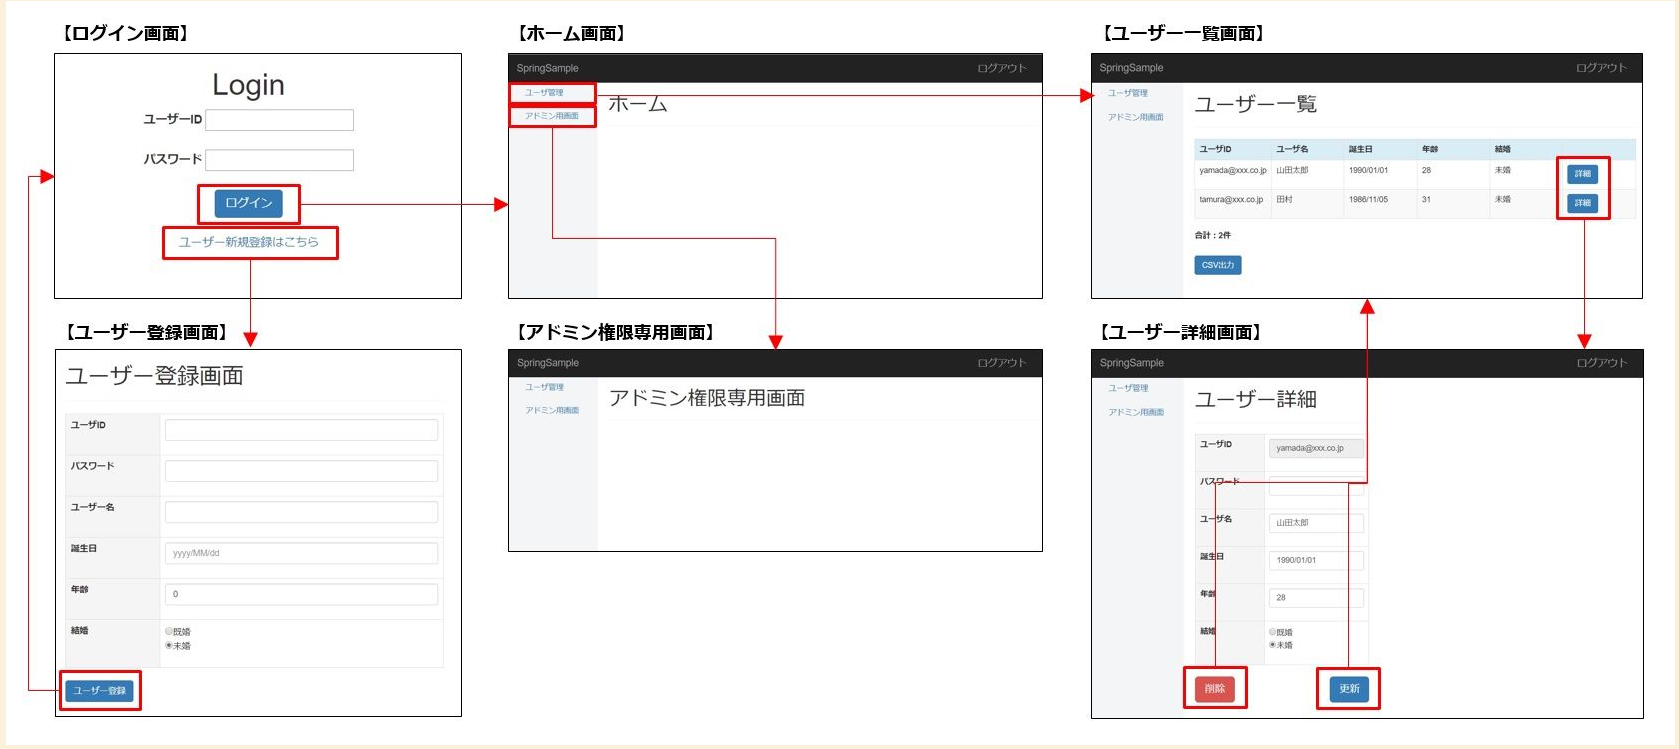 【ログイン画面】
Login
ユーザーID
パスワード
ログイン
ユーザー新規登録はこちら
【ホーム画面】
SpringSample ログアウト
ユーザ管理
アドミン用画面
ホーム
【ユーザー一覧画面】
SpringSample ログアウト
ユーザ管理
アドミン用画面
ユーザー一覧
ユーザID ユーザ名 誕生日 年齢 結婚
yamada@xxx.co.jp 山田太郎 1990/01/01 28 未婚 詳細
tamura@xxx.co.jp 田村 1986/11/05 31 未婚 詳細
合計：2件
CSV出力
【ユーザー登録画面】
ユーザー登録画面
ユーザID
パスワード
ユーザー名
誕生日 yyyy/MM/dd
年齢 0
結婚 既婚
未婚
ユーザー登録
【アドミン権限専用画面】
SpringSample ログアウト
ユーザ管理
アドミン用画面
アドミン権限専用画面
【ユーザー詳細画面】
SpringSample ログアウト
ユーザ管理
アドミン用画面
ユーザー詳細
ユーザID yamada@xxx.co.jp
パスワード
ユーザ名 山田太郎
誕生日 1990/01/01
年齢 28
結婚 既婚
未婚
削除 更新